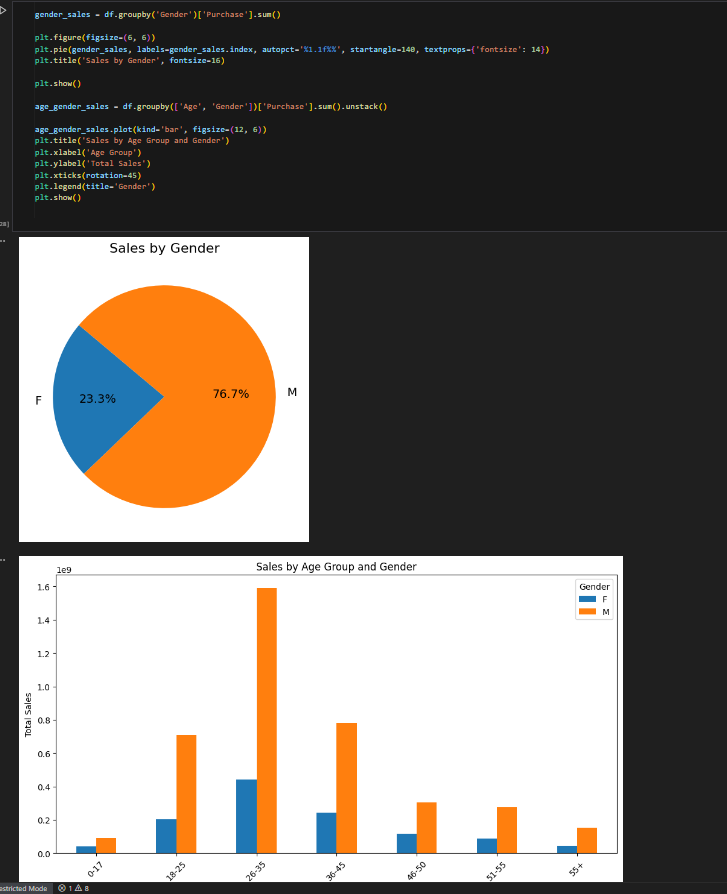 gender_sales = df.groupby('Gender')['Purchase'].sum()
plt.figure(figsize=(6, 6))
plt.pie(gender_sales, labels=gender_sales.index, autopct='%1.1f%%', startangle=140, textprops={'fontsize': 14})
plt.title('Sales by Gender', fontsize=16)
plt.show()
age_gender_sales = df.groupby(['Age', 'Gender'])['Purchase'].sum().unstack()
age_gender_sales.plot(kind='bar', figsize=(12, 6))
plt.title('Sales by Age Group and Gender')
plt.xlabel('Age Group')
plt.ylabel('Total Sales')
plt.xticks(rotation=45)
plt.legend(title='Gender')
plt.show()
28]
Sales by Gender
F
23.3%
76.7%
M
Sales by Age Group and Gender
1e9
Gender
F
M
1.6
1.4
1.2
1.0
0.8
0.6
0.4
0.2
0.0
Total Sales
0-17
18-25
26-35
36-45
46-50
51-55
55+
estricted Mode
1
8